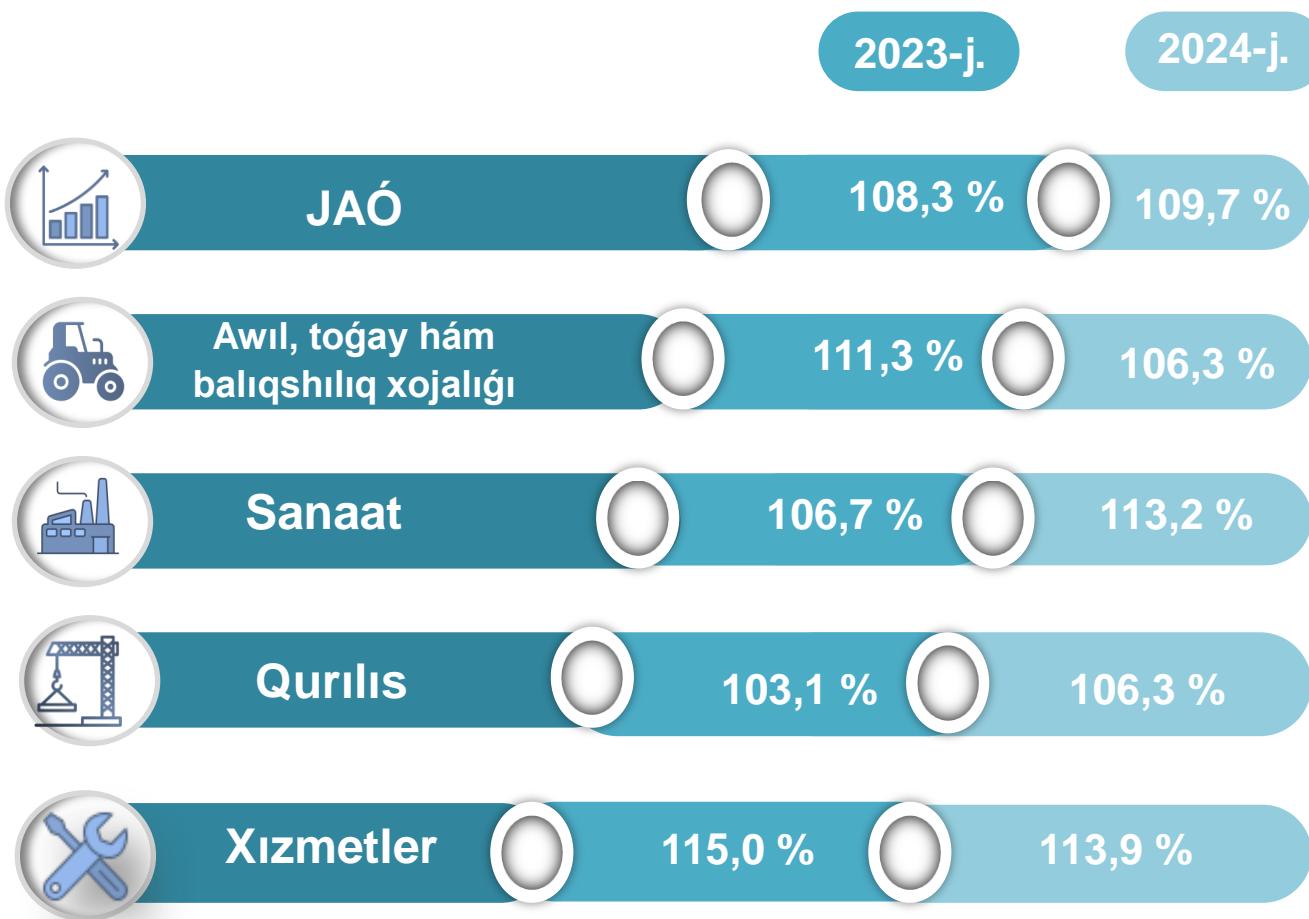 2023-j. 2024-j.
JAÓ 108,3 % 109,7 %
Awıl, toǵay hám
balıqshılıq xojalıǵı 111,3 % 106,3 %
Sanaat 106,7 % 113,2 %
Qurılıs 103,1 % 106,3 %
Xızmetler 115,0 % 113,9 %